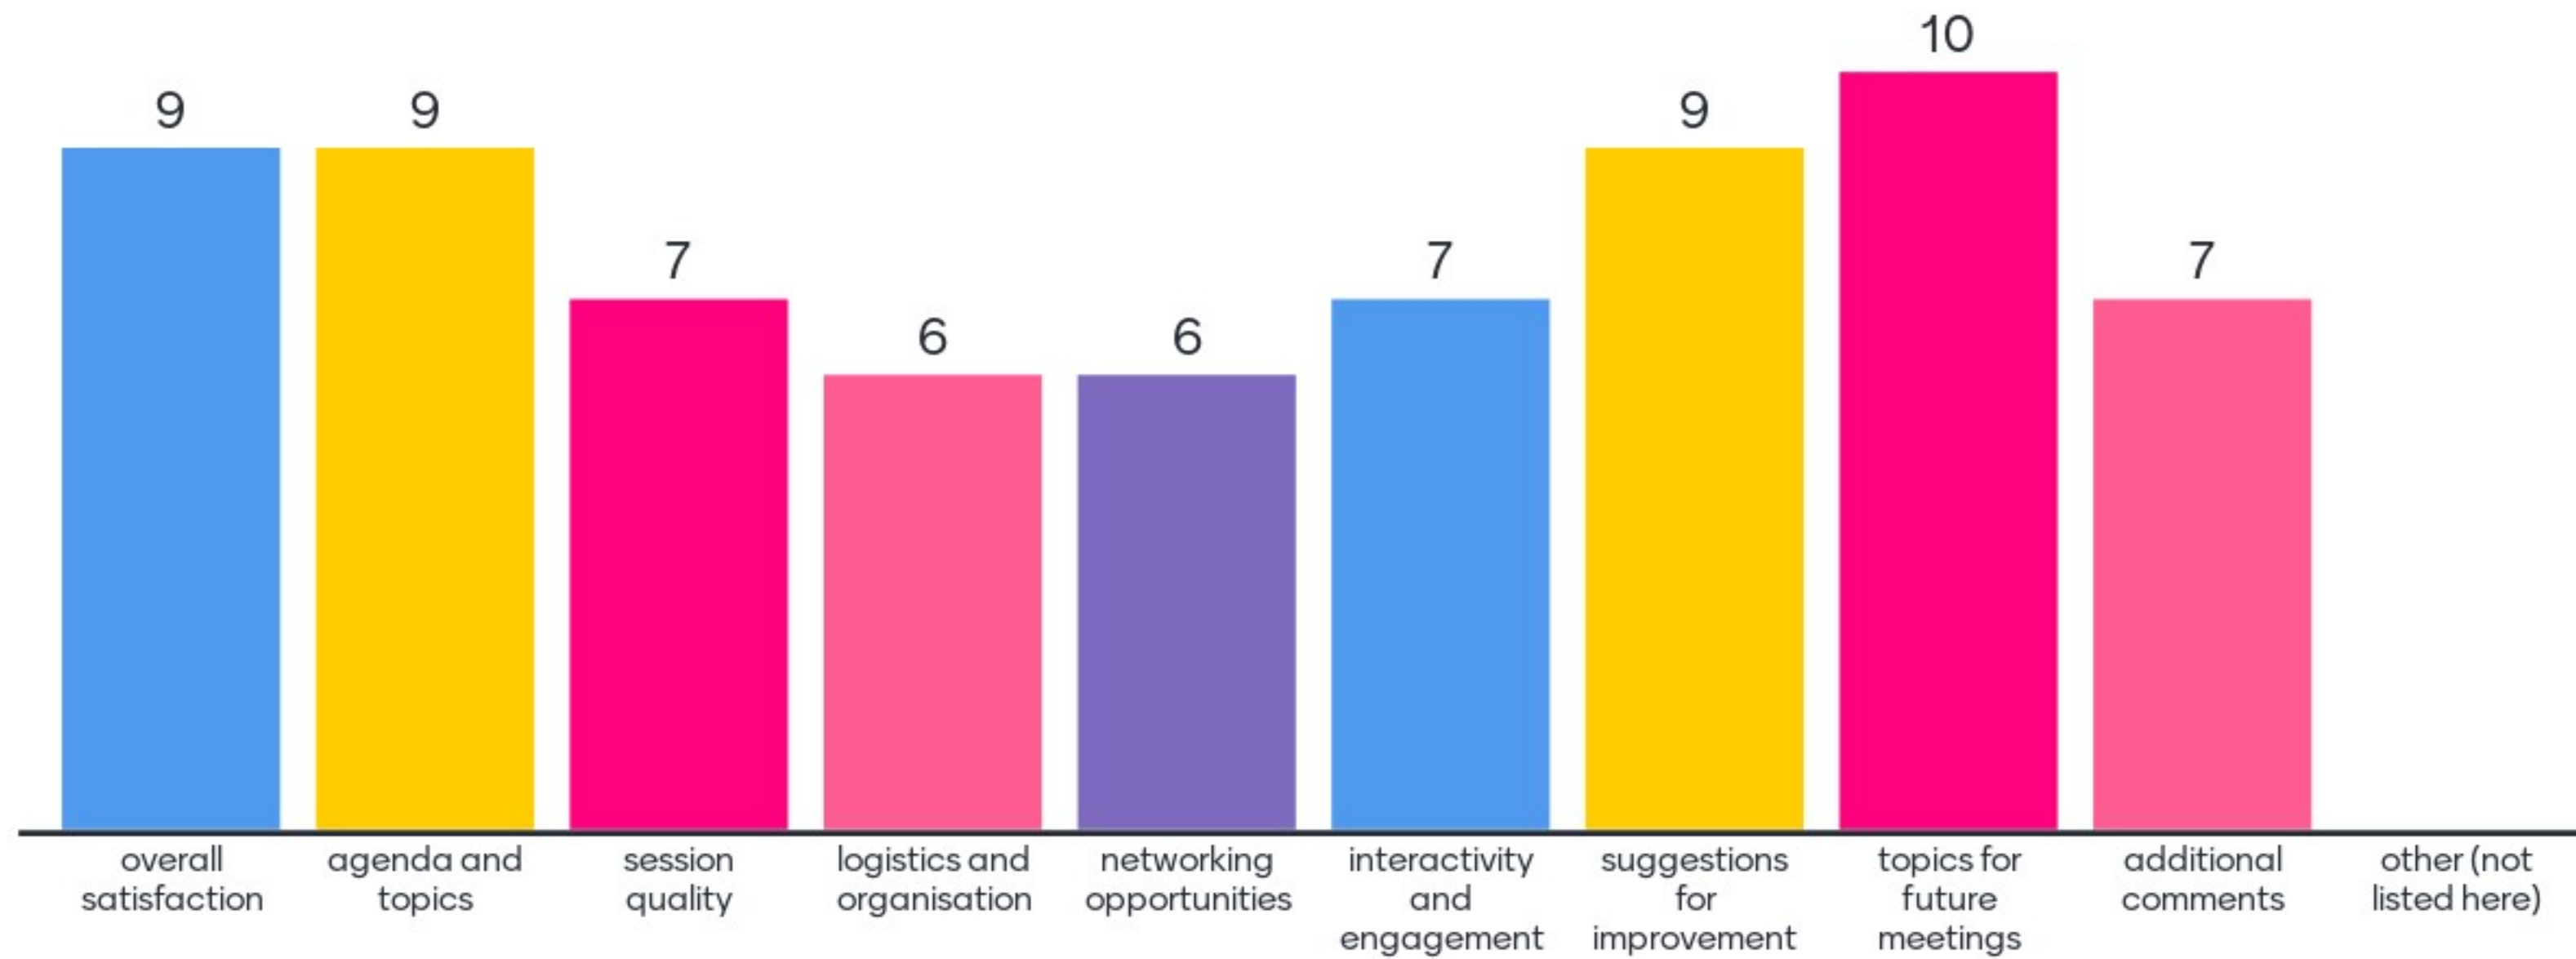 9
9
7
6
6
7
9
10
7
overall
satisfaction
agenda and
topics
session
quality
logistics and
organisation
networking
opportunities
interactivity
and
engagement
suggestions
for
improvement
topics for
future
meetings
additional
comments
other (not
listed here)